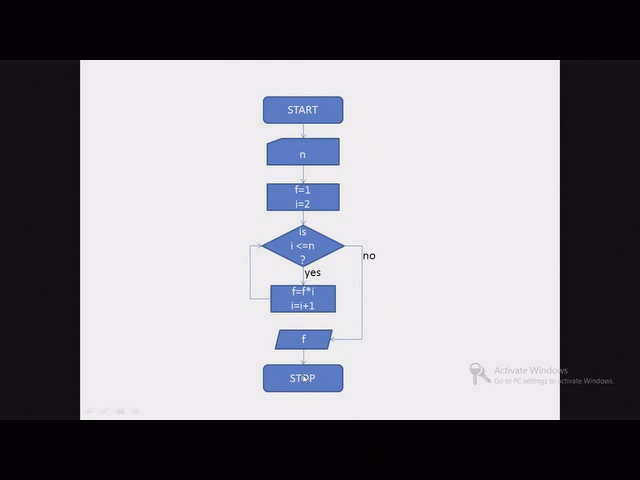 START
n
f=1
i=2
is
i <=n
?
no
yes
f=f*i
i=i+1
f
STOP
Activate Windows
Go to PC settings to activate Windows.